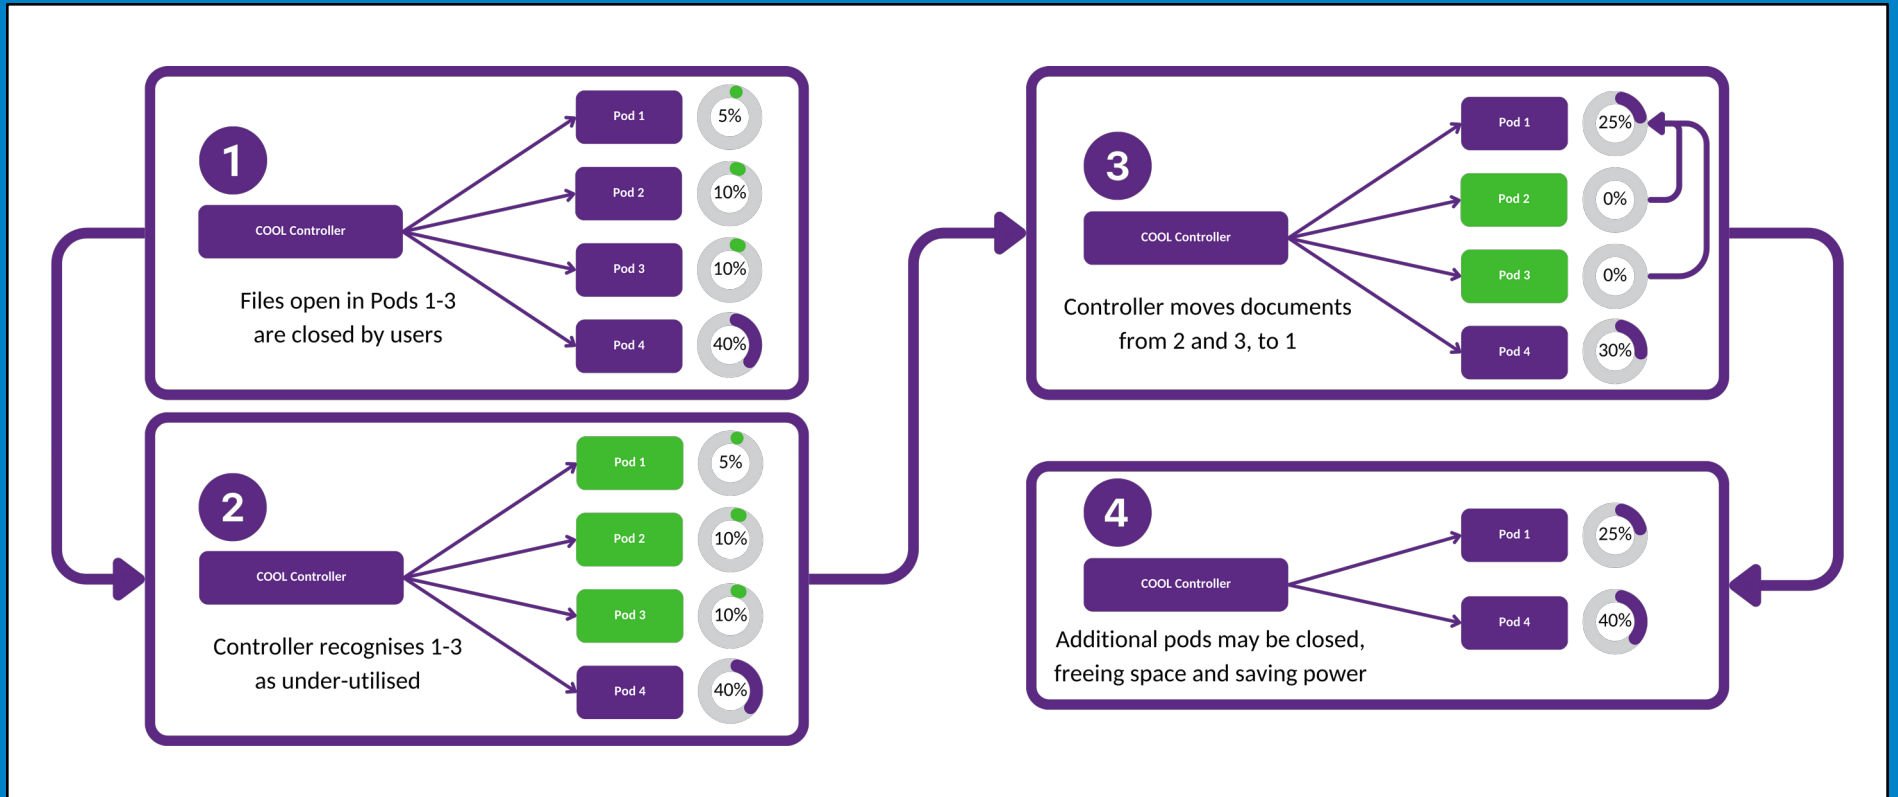 1
COOL Controller
Files open in Pods 1-3
are closed by users
Pod 1
5%
Pod 2
10%
Pod 3
10%
Pod 4
40%
2
COOL Controller
Controller recognises 1-3
as under-utilised
Pod 1
5%
Pod 2
10%
Pod 3
10%
Pod 4
40%
3
COOL Controller
Controller moves documents
from 2 and 3, to 1
Pod 1
25%
Pod 2
0%
Pod 3
0%
Pod 4
30%
4
COOL Controller
Additional pods may be closed,
freeing space and saving power
Pod 1
25%
Pod 4
40%